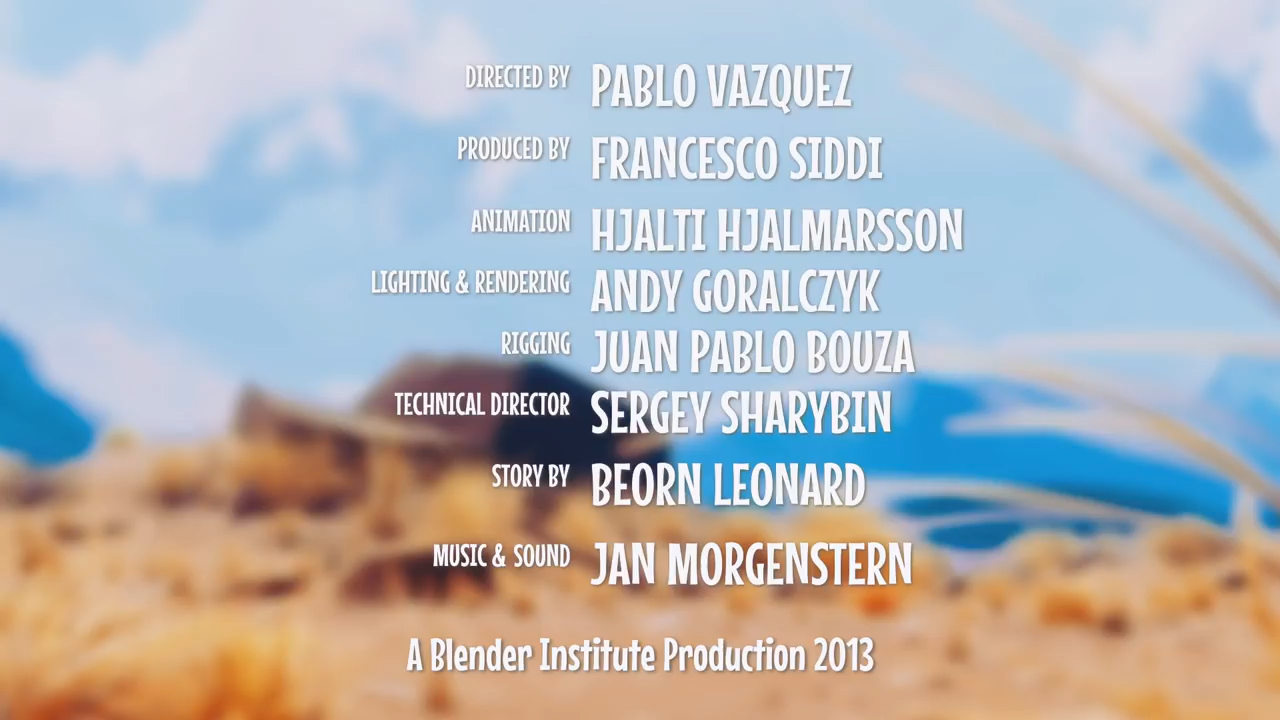 DIRECTED BY PABLO VAZQUEZ
PRODUCED BY FRANCESCO SIDDI
ANIMATION HJALTI HJALMARSSON
LIGHTING & RENDERING ANDY GORALCZYK
RIGGING JUAN PABLO BOUZA
TECHNICAL DIRECTOR SERGEY SHARYBIN
STORY BY BEORN LEONARD
MUSIC & SOUND JAN MORGENSTERN
A Blender Institute Production 2013